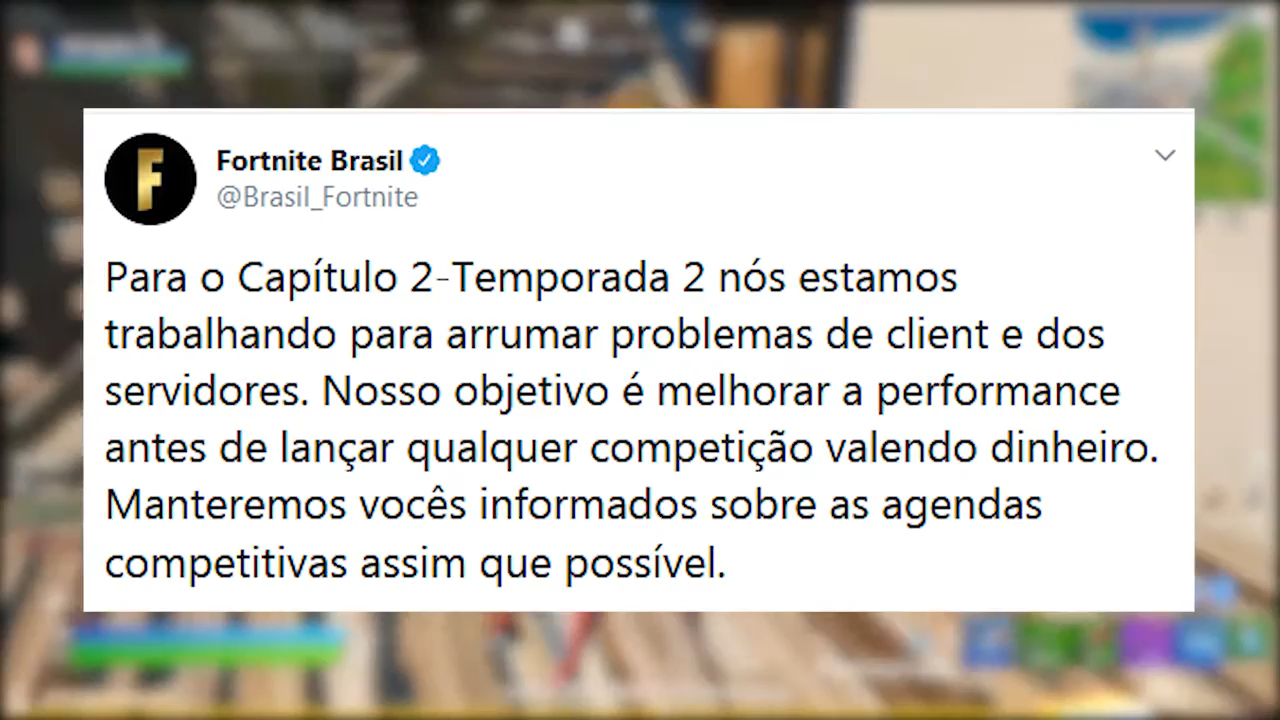 Fortnite Brasil
@Brasil_Fortnite
Para o Capítulo 2-Temporada 2 nós estamos
trabalhando para arrumar problemas de client e dos
servidores. Nosso objetivo é melhorar a performance
antes de lançar qualquer competição valendo dinheiro.
Manteremos vocês informados sobre as agendas
competitivas assim que possível.